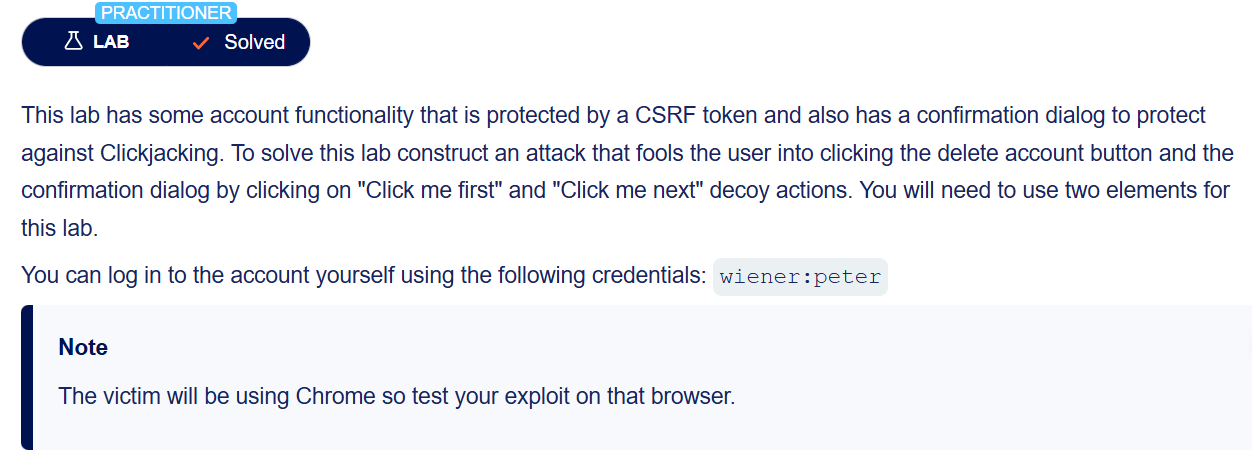 PRACTITIONER
LAB Solved
This lab has some account functionality that is protected by a CSRF token and also has a confirmation dialog to protect
against Clickjacking. To solve this lab construct an attack that fools the user into clicking the delete account button and the
confirmation dialog by clicking on "Click me first" and "Click me next" decoy actions. You will need to use two elements for
this lab.
You can log in to the account yourself using the following credentials: wiener:peter
Note
The victim will be using Chrome so test your exploit on that browser.